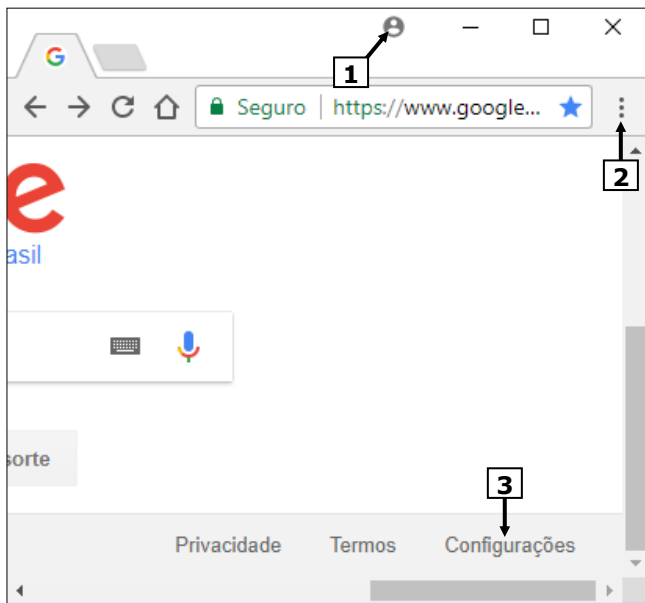 1
G
Seguro | https://www.google...
2
e
asil
sorte
3
Privacidade Termos Configurações